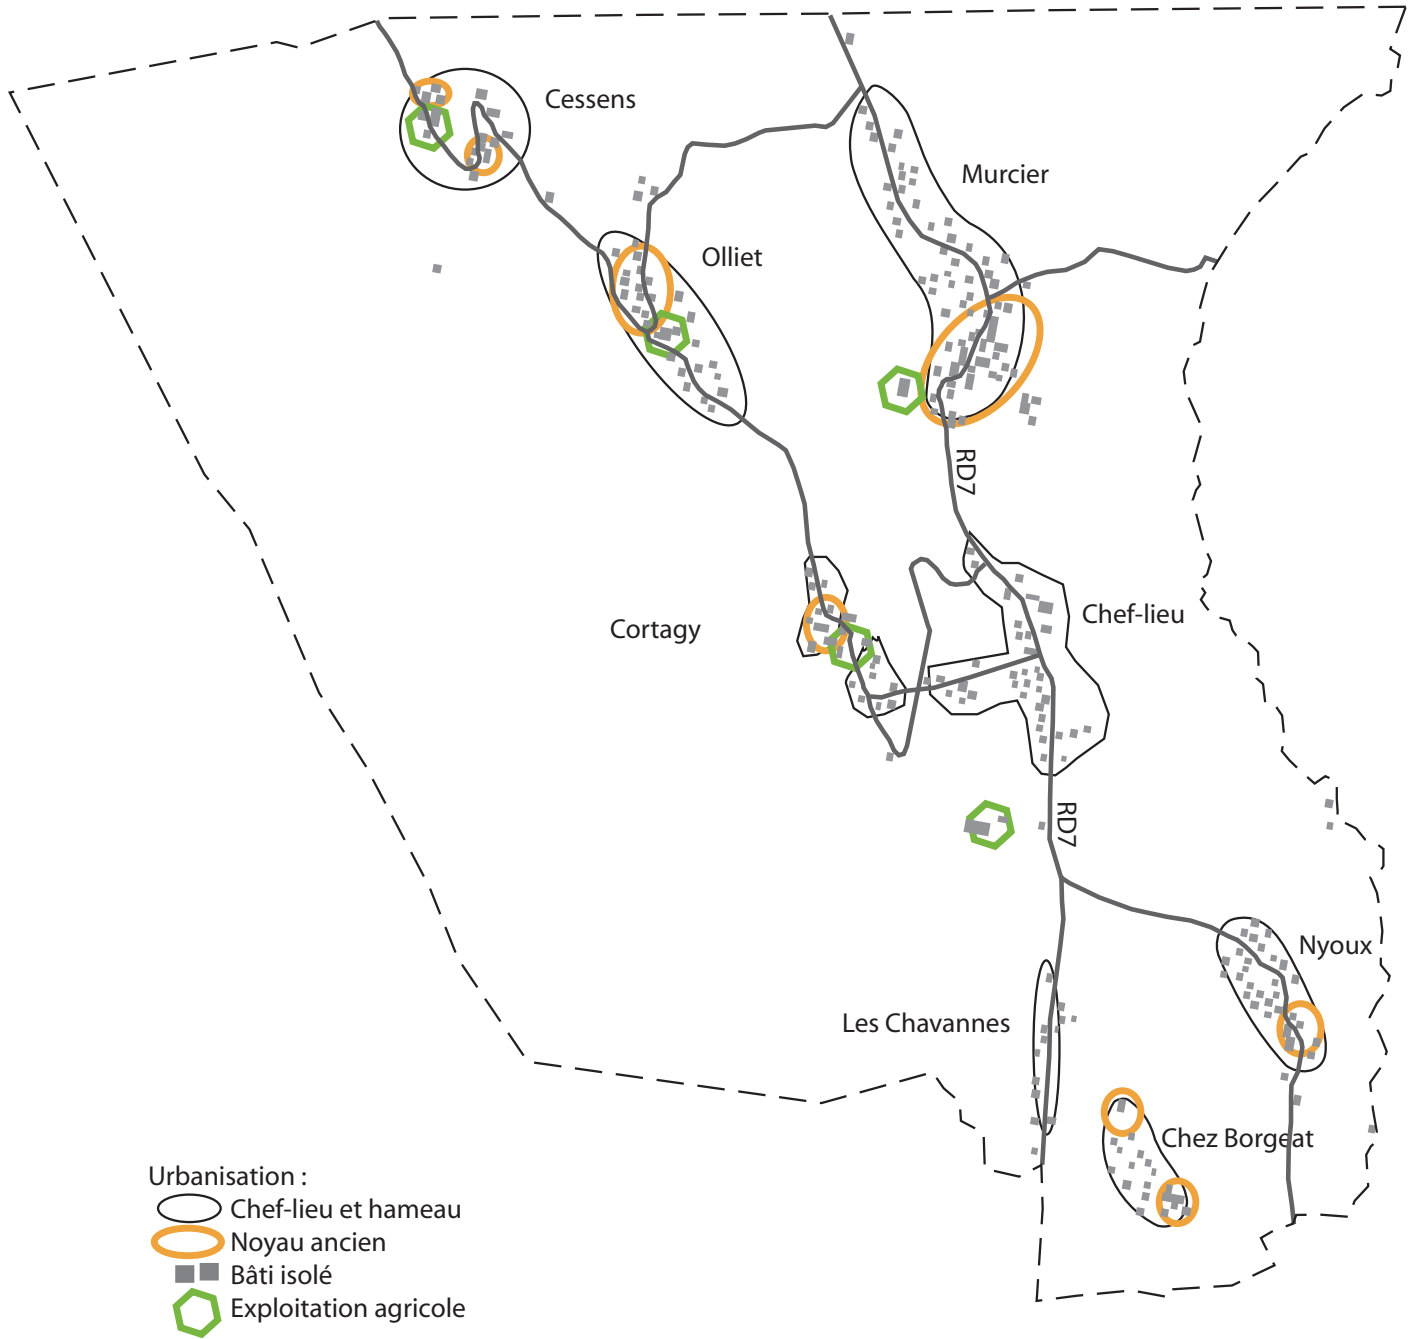 Cessens
Murcier
Olliet
RD7
Chef-lieu
Cortagy
RD7
Nyoux
Les Chavannes
Chez Borgeat
Urbanisation :
Chef-lieu et hameau
Noyau ancien
Bâti isolé
Exploitation agricole